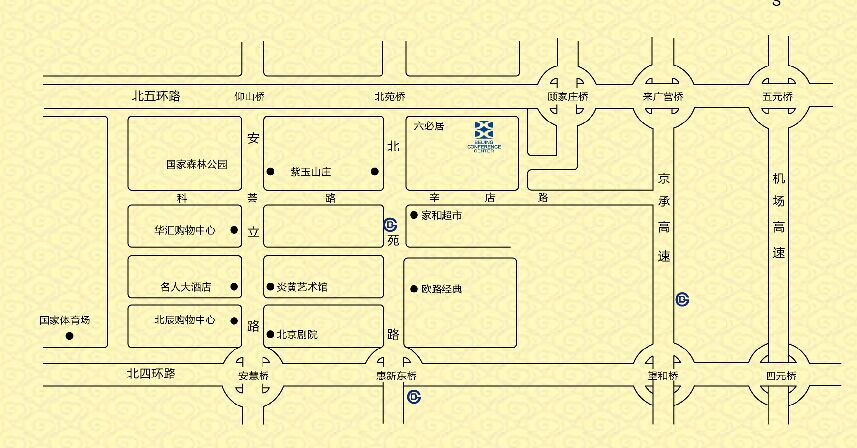 S
北五环路
仰山桥
北苑桥
顾家庄桥
来广营桥
五元桥
六必居
BEIJING
CONFERENCE
CENTER
安立路
北苑路
国家森林公园
紫玉山庄
科荟路
辛店路
京承高速
机场高速
华汇购物中心
家和超市
名人大酒店
炎黄艺术馆
欧路经典
国家体育场
北辰购物中心
北京剧院
北四环路
安慧桥
惠新东桥
望和桥
四元桥